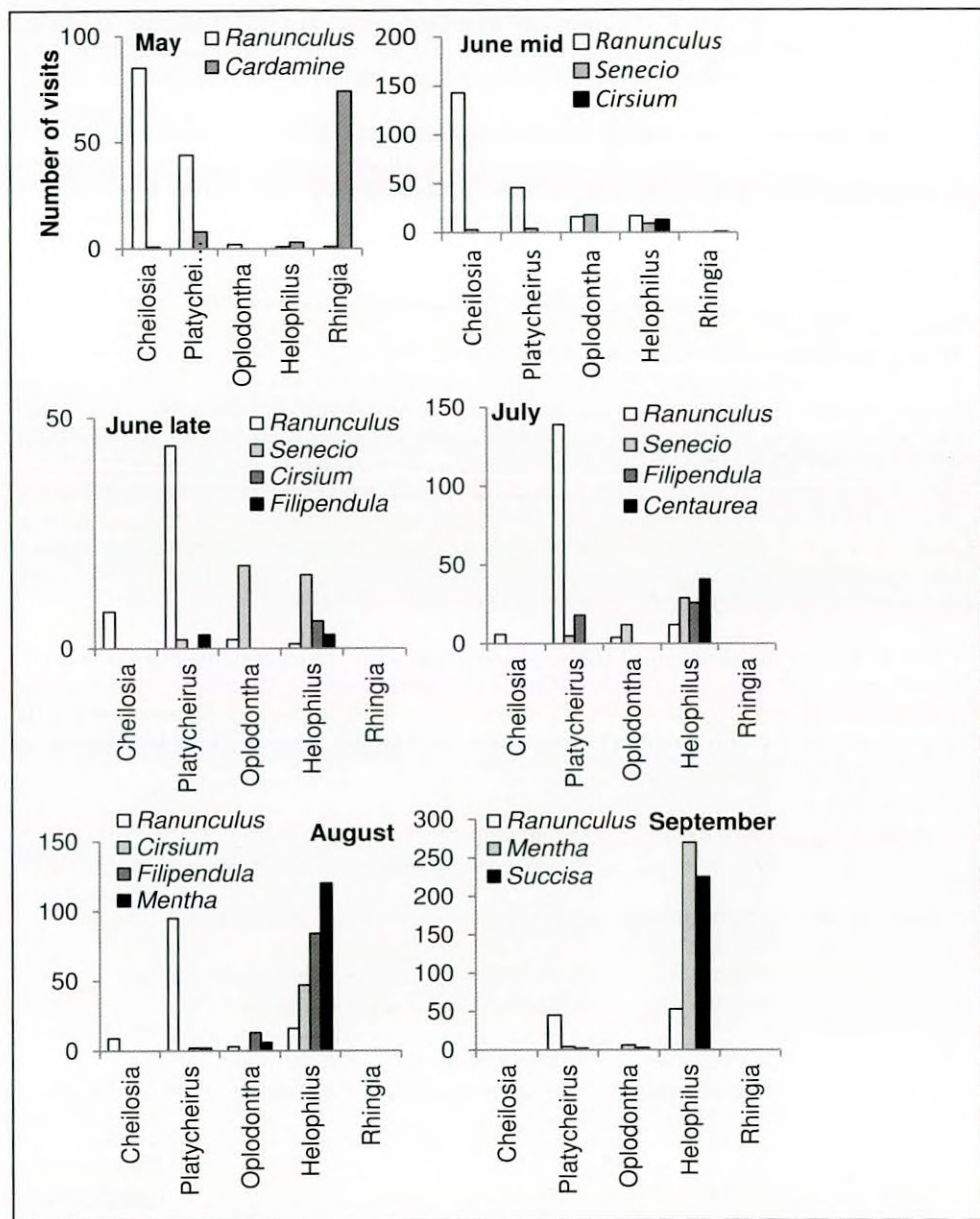 May
Ranunculus
Cardamine
Number of visits
100
50
0
Cheilosia
Platychei...
Oplodontha
Helophilus
Rhingia
June mid
Ranunculus
Senecio
Cirsium
200
150
100
50
0
Cheilosia
Platycheirus
Oplodontha
Helophilus
Rhingia
June late
Ranunculus
Senecio
Cirsium
Filipendula
50
0
Cheilosia
Platycheirus
Oplodontha
Helophilus
Rhingia
July
Ranunculus
Senecio
Filipendula
Centaurea
150
100
50
0
Cheilosia
Platycheirus
Oplodontha
Helophilus
Rhingia
August
Ranunculus
Cirsium
Filipendula
Mentha
150
100
50
0
Cheilosia
Platycheirus
Oplodontha
Helophilus
Rhingia
September
Ranunculus
Mentha
Succisa
300
250
200
150
100
50
0
Cheilosia
Platycheirus
Oplodontha
Helophilus
Rhingia